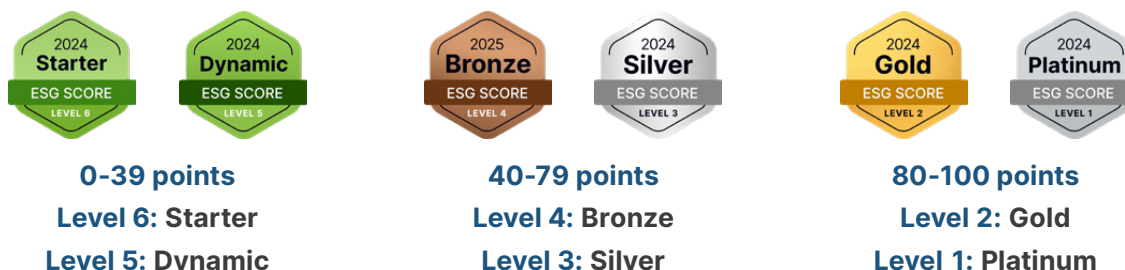 2024
Starter
ESG SCORE
LEVEL 6
2024
Dynamic
ESG SCORE
LEVEL 5
0-39 points
Level 6: Starter
Level 5: Dynamic
2025
Bronze
ESG SCORE
LEVEL 4
2024
Silver
ESG SCORE
LEVEL 3
40-79 points
Level 4: Bronze
Level 3: Silver
2024
Gold
ESG SCORE
LEVEL 2
2024
Platinum
ESG SCORE
LEVEL 1
80-100 points
Level 2: Gold
Level 1: Platinum